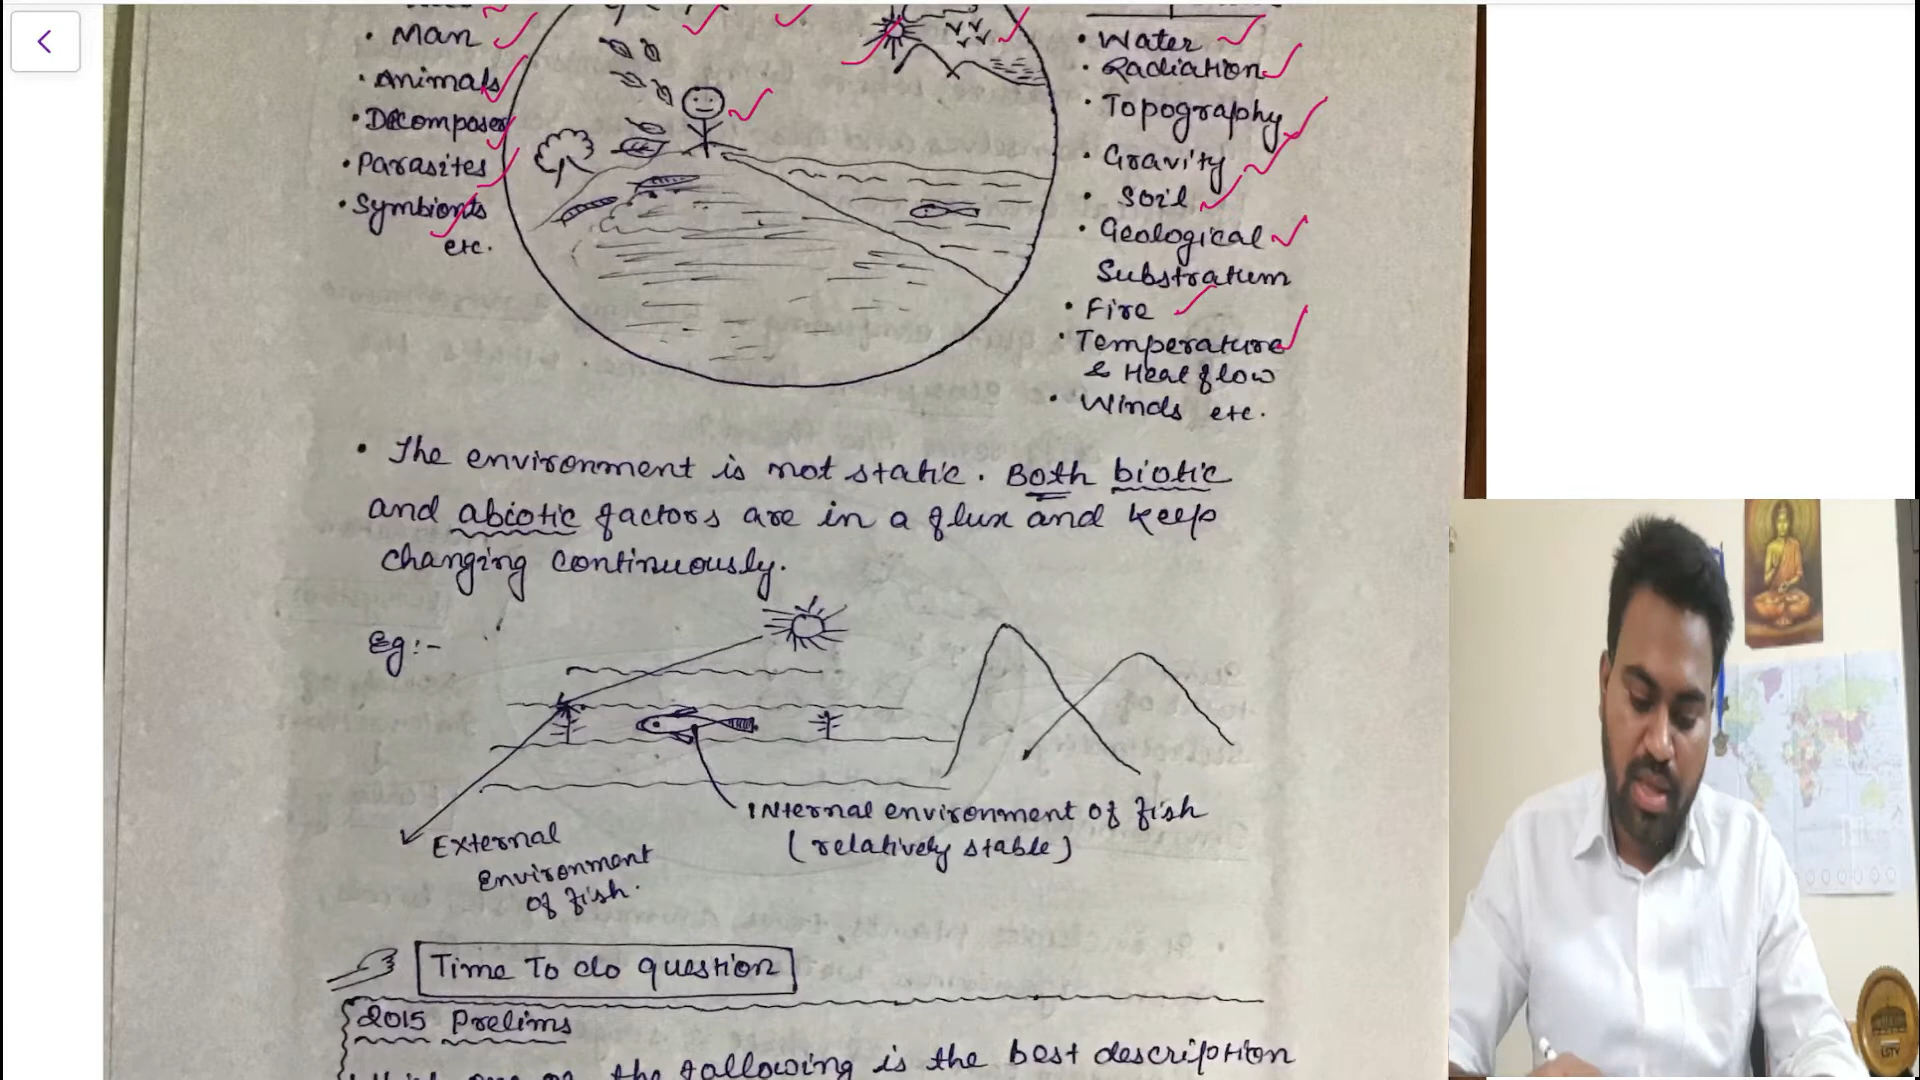 • Man
• Animals
• Decomposer
• Parasites
• Symbionts
etc.
• Water
• Radiation
• Topography
• Gravity
• Soil
• Geological
Substratum
• Fire
• Temperature
& Heat flow
• Winds etc.
• The environment is not static. Both biotic
and abiotic factors are in a flux and keep
changing continuously.
Eg:-
Internal environment of fish
(relatively stable)
External
Environment
of fish.
Time To do question
2015 Prelims
the following is the best description
LSTV